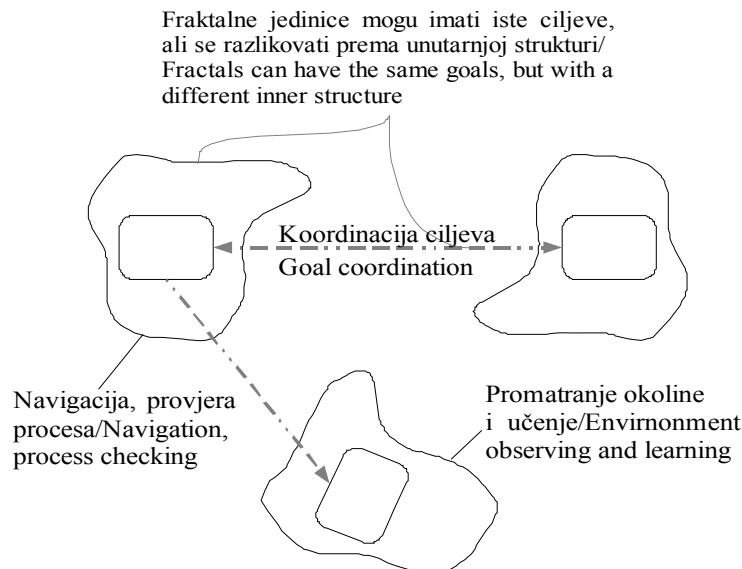 Fraktalne jedinice mogu imati iste ciljeve,
ali se razlikovati prema unutarnjoj strukturi/
Fractals can have the same goals, but with a
different inner structure
Koordinacija ciljeva
Goal coordination
Navigacija, provjera
procesa/Navigation,
process checking
Promatranje okoline
i učenje/Envirnonment
observing and learning